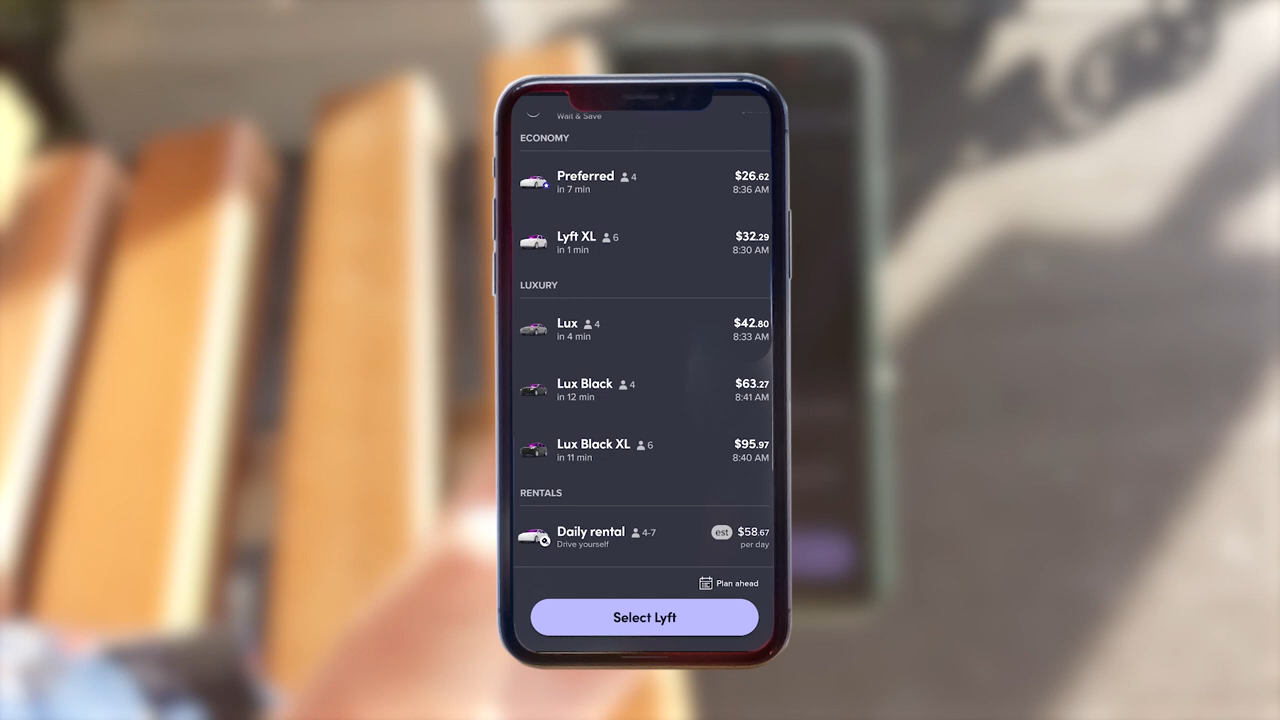 Wait & Save
ECONOMY
Preferred 4 $26.62
in 7 min 8:36 AM
Lyft XL 6 $32.29
in 1 min 8:30 AM
LUXURY
Lux 4 $42.80
in 4 min 8:33 AM
Lux Black 4 $63.27
in 12 min 8:41 AM
Lux Black XL 6 $95.97
in 11 min 8:40 AM
RENTALS
Daily rental 4-7 est $58.67
Drive yourself per day
Plan ahead
Select Lyft